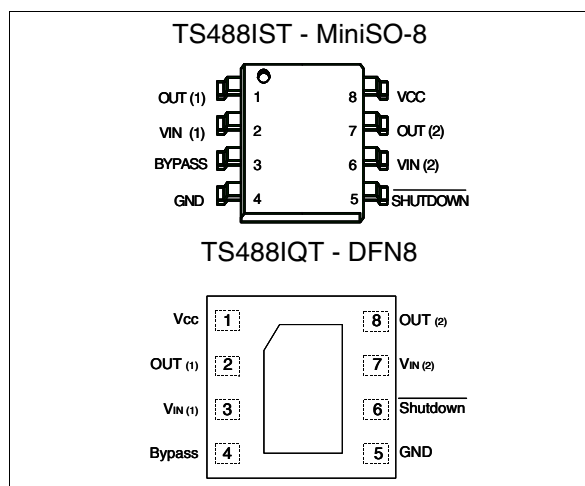 TS488IST - MiniSO-8
OUT (1) 1 8 VCC
VIN (1) 2 7 OUT (2)
BYPASS 3 6 VIN (2)
GND 4 5 SHUTDOWN
TS488IQT - DFN8
Vcc 1 8 OUT (2)
OUT (1) 2 7 VIN (2)
VIN (1) 3 6 Shutdown
Bypass 4 5 GND